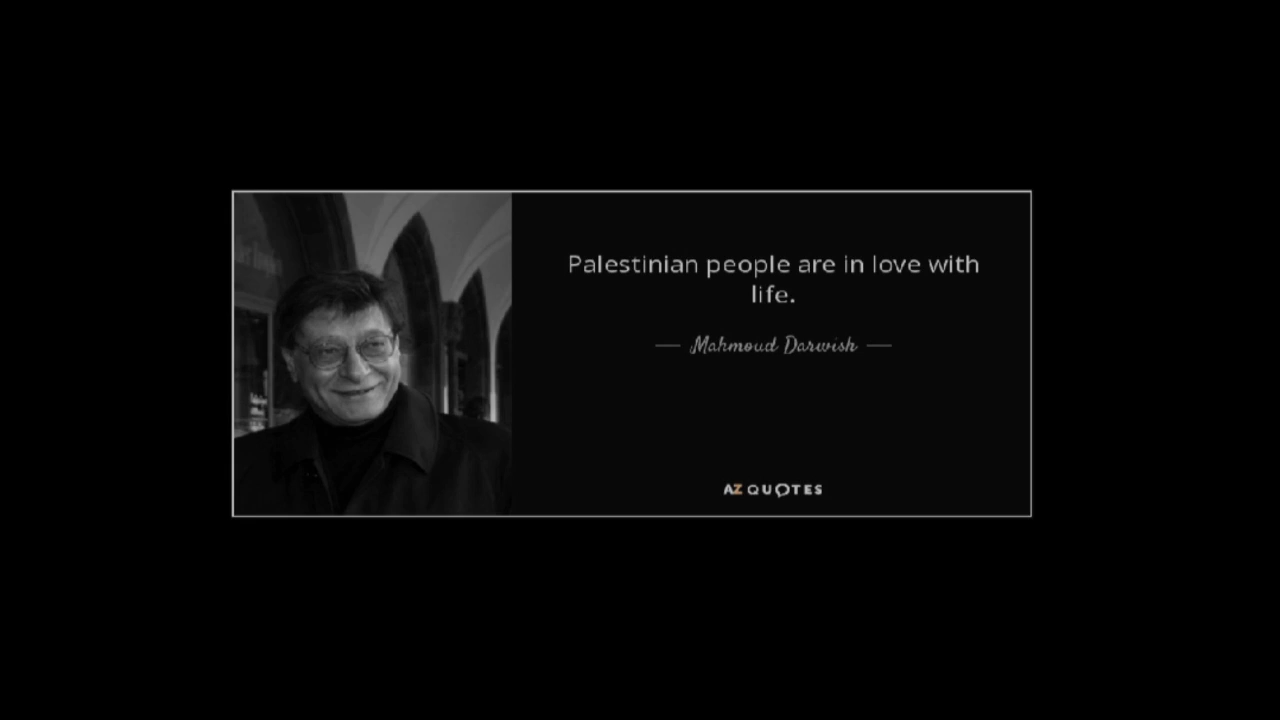 Palestinian people are in love with
life.
Mahmoud Darwish
AZ QUOTES